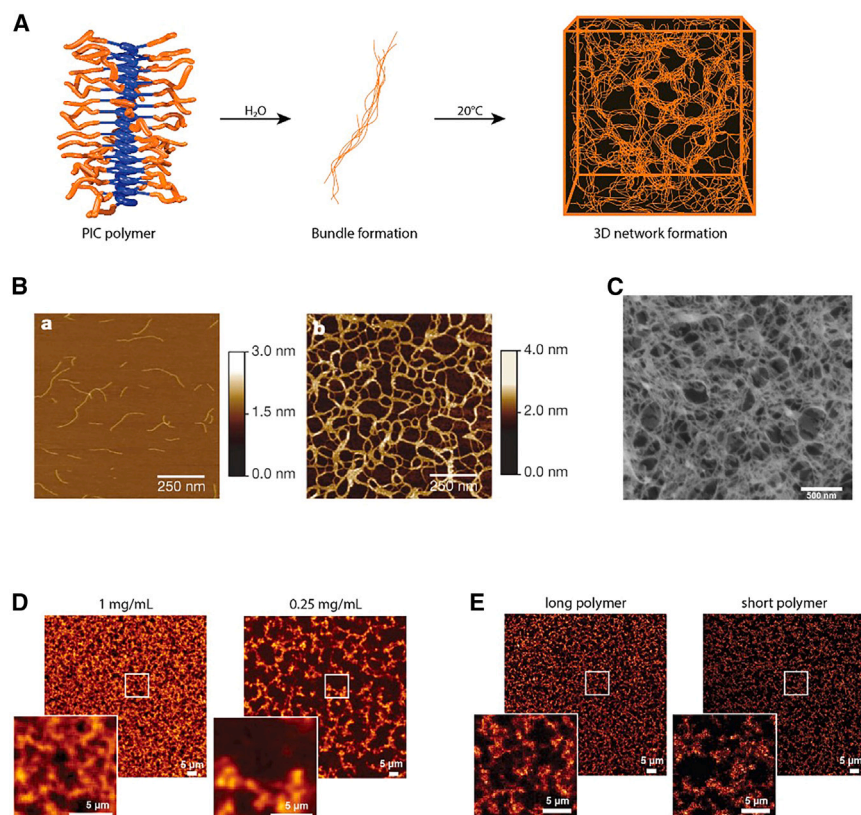 A
H₂O
20°C
PIC polymer
Bundle formation
3D network formation
B
a
3.0 nm
1.5 nm
0.0 nm
250 nm
b
4.0 nm
2.0 nm
0.0 nm
250 nm
C
500 nm
D
1 mg/mL
0.25 mg/mL
5 µm
5 µm
5 µm
5 µm
E
long polymer
short polymer
5 µm
5 µm
5 µm
5 µm